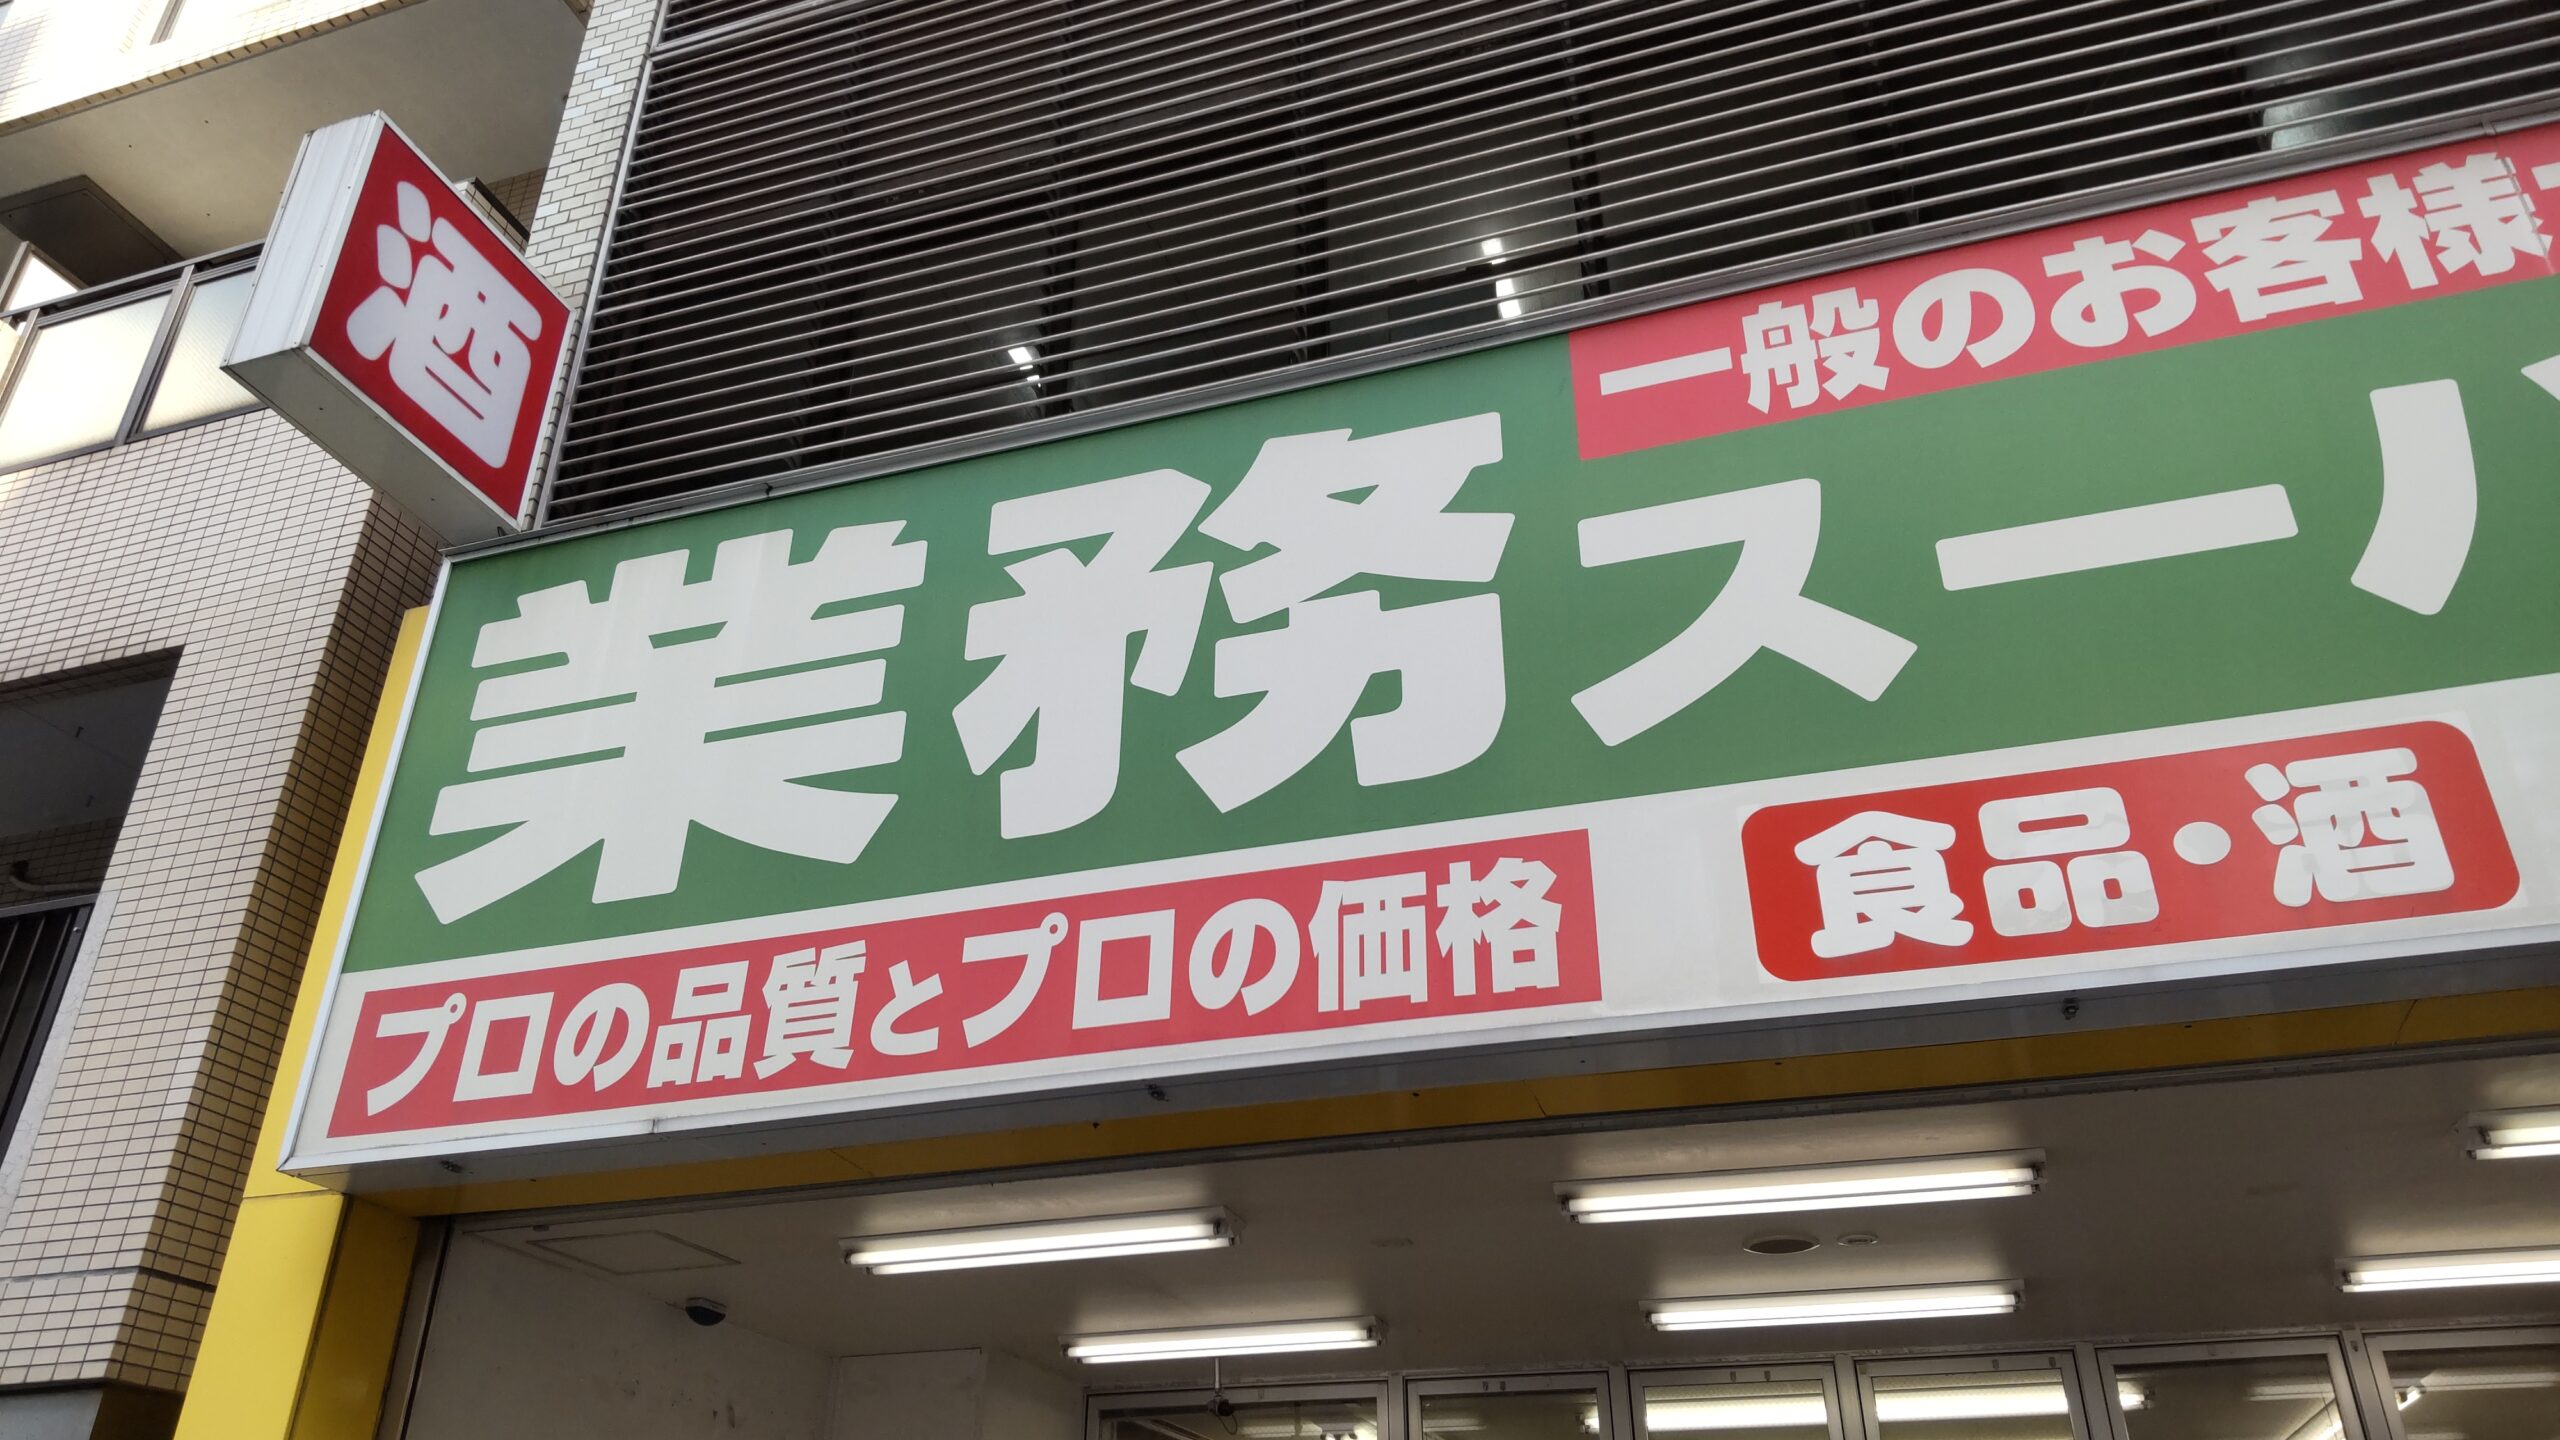 酒
一般のお客様
業務スー
プロの品質とプロの価格
食品・酒